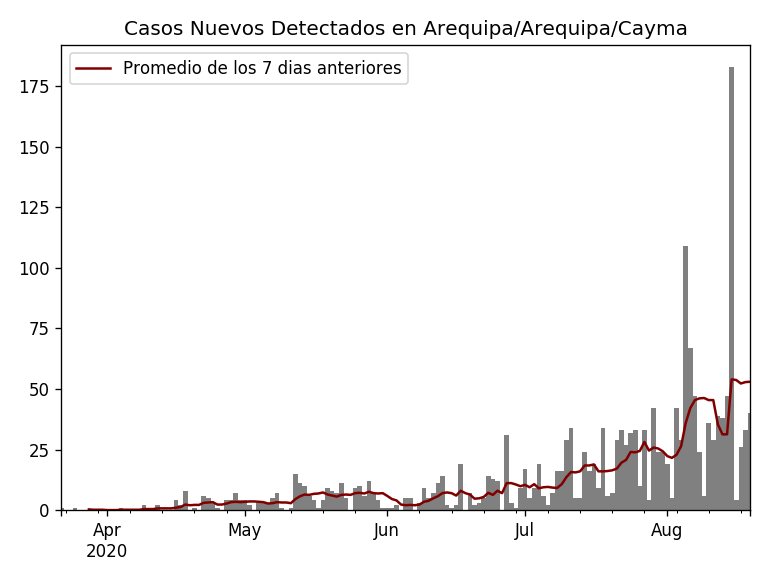 Casos Nuevos Detectados en Arequipa/Arequipa/Cayma
Promedio de los 7 dias anteriores
175
150
125
100
75
50
25
0
Apr
2020
May
Jun
Jul
Aug